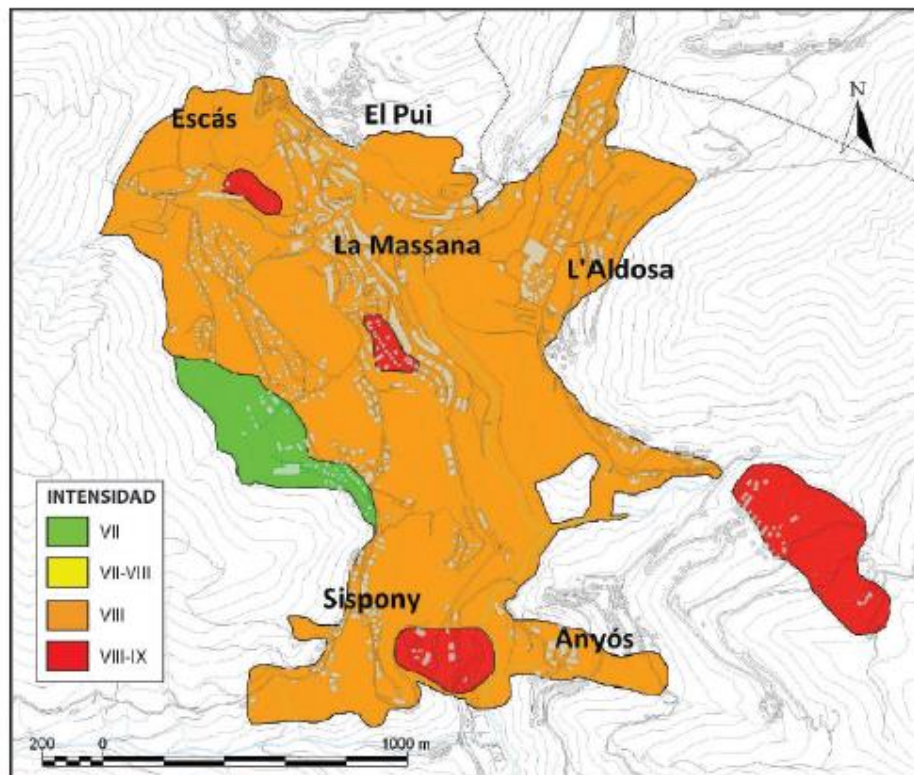 Escás
El Pui
N
La Massana
L'Aldosa
INTENSIDAD
VII
VII-VIII
VIII
VIII-IX
Sispony
Anyós
200 0 1000 m